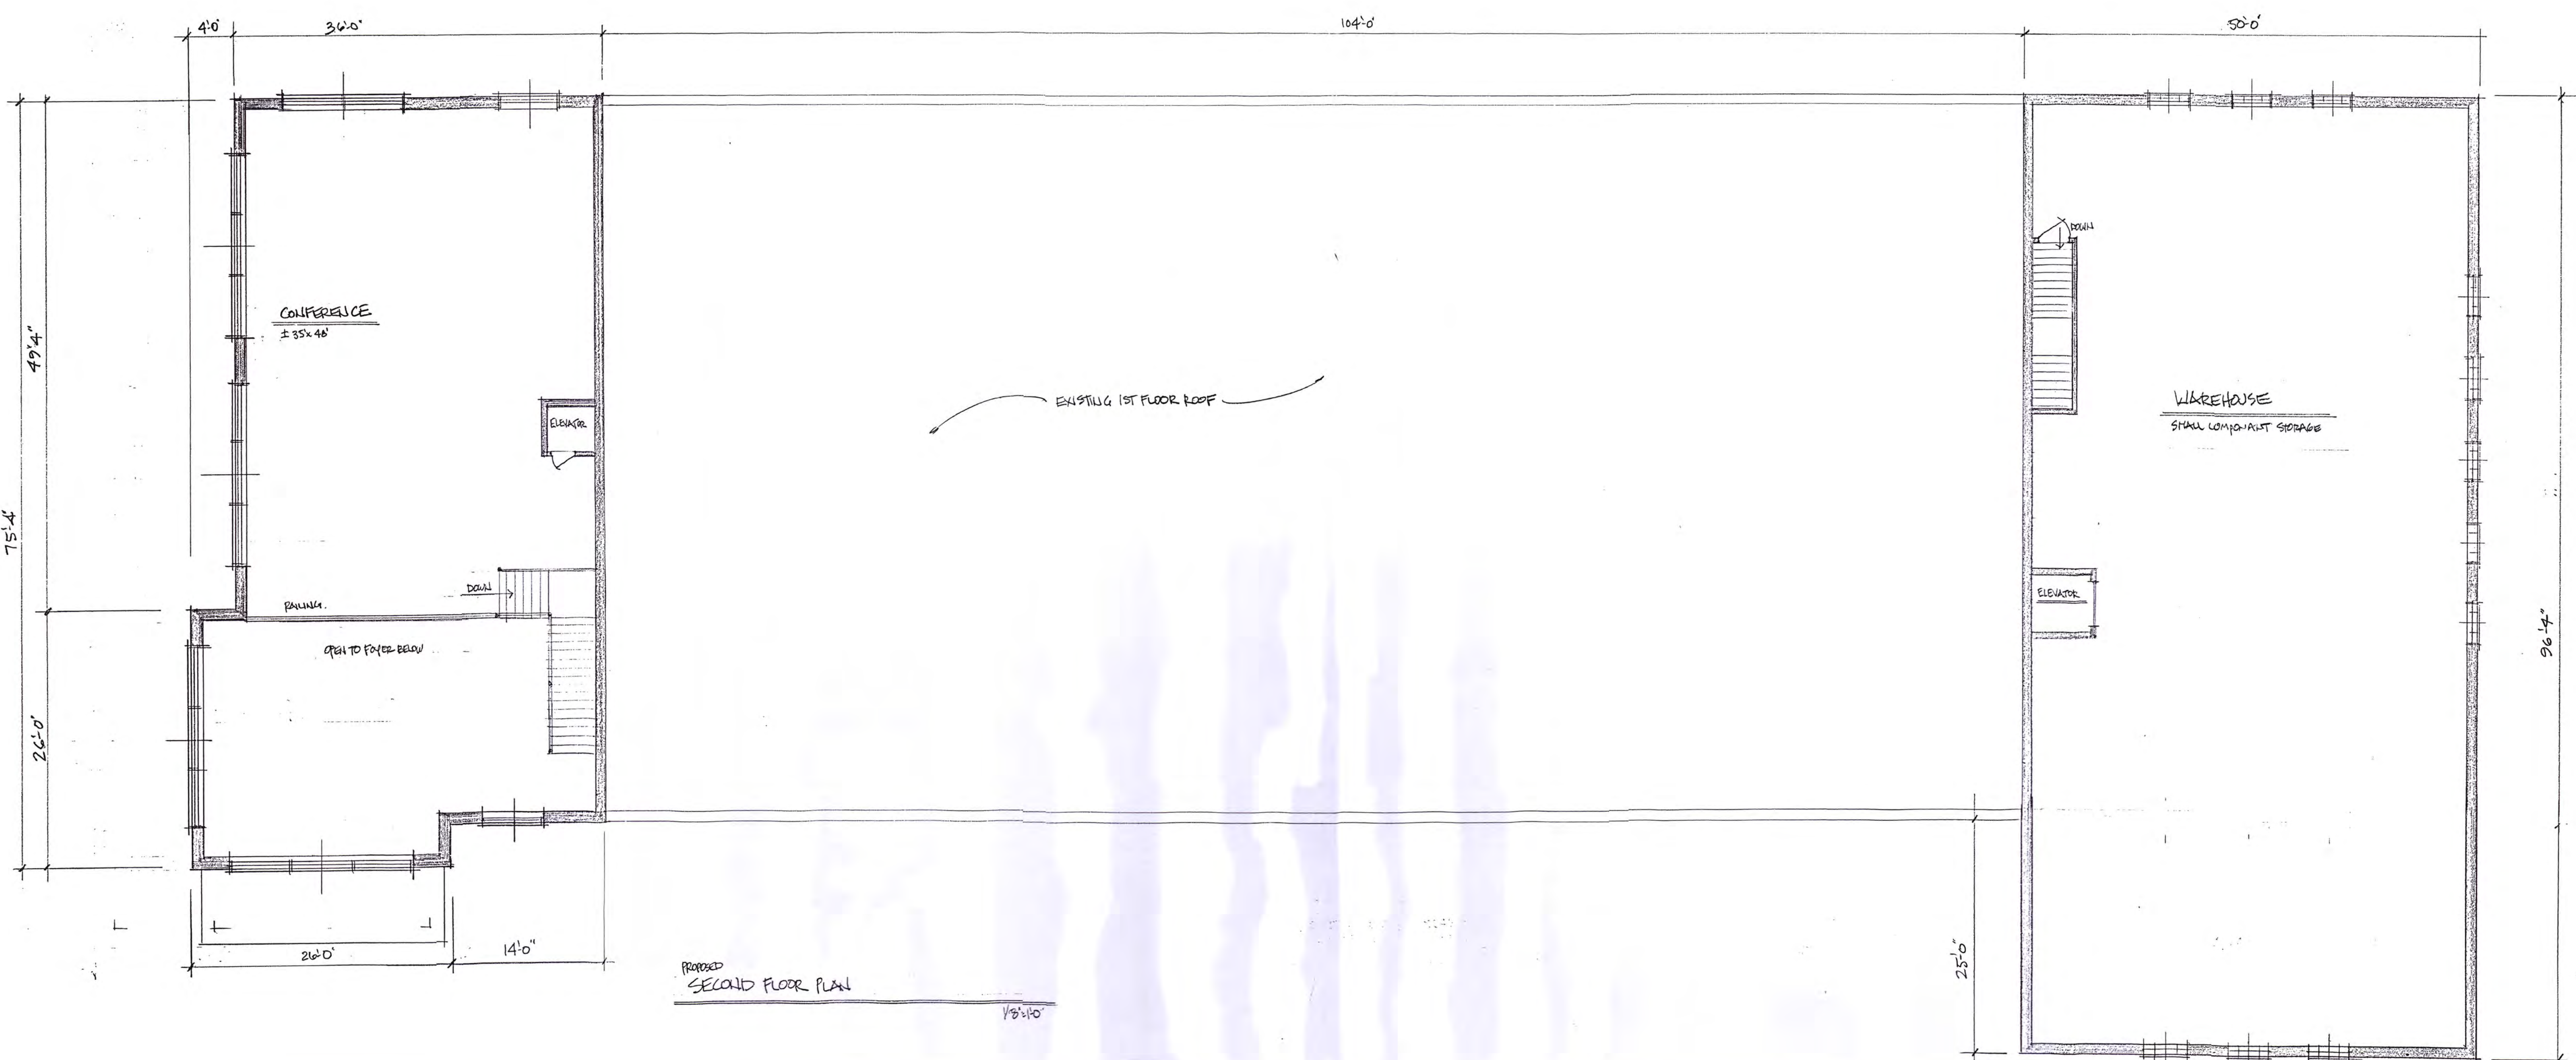 4'-0"
36'-0"
104'-0"
50'-0"
DOWN
CONFERENCE
± 35'x 48'
49'-4"
EXISTING 1ST FLOOR ROOF
WAREHOUSE
SMALL COMPONANT STORAGE
ELEVATOR
75'-4"
DOWN
RAILING.
ELEVATOR
96'-4"
OPEN TO FOYER BELOW
26'-0"
26'-0"
14'-0"
25'-0"
PROPOSED
SECOND FLOOR PLAN
1/8"=1'-0"